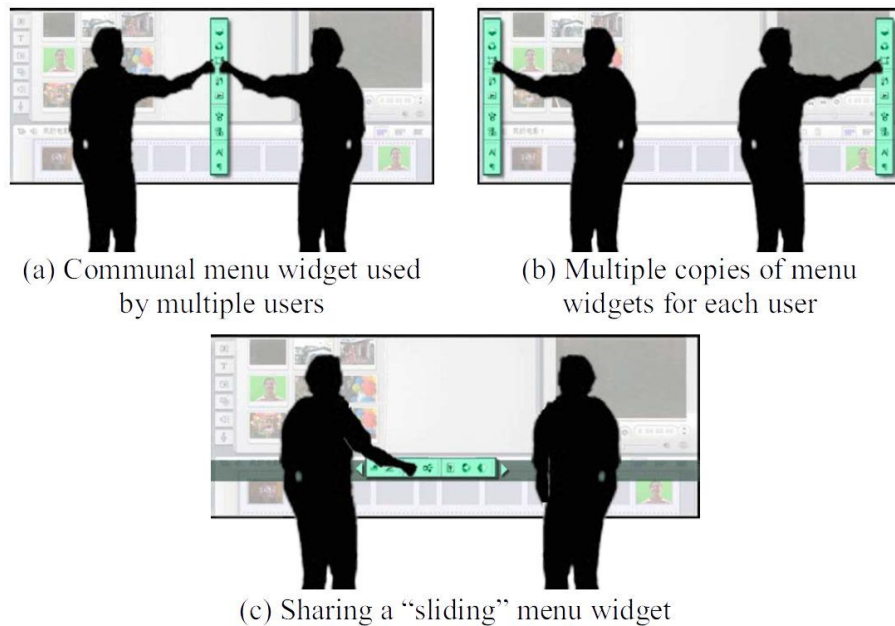 (a) Communal menu widget used
by multiple users
(b) Multiple copies of menu
widgets for each user
(c) Sharing a “sliding” menu widget